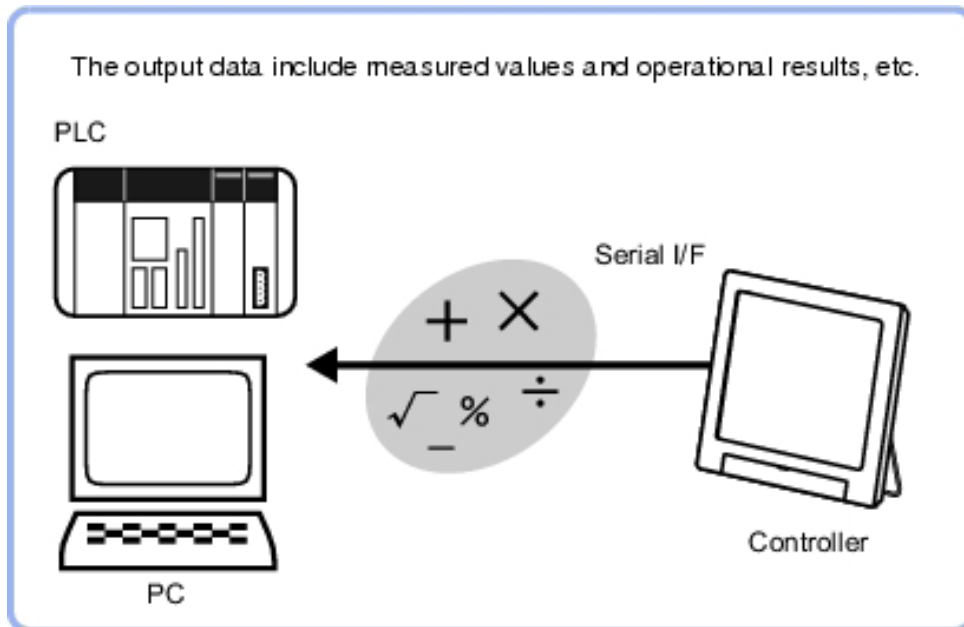 The output data include measured values and operational results, etc.
PLC
Serial I/F
+ ×
√ % ÷
−
Controller
PC